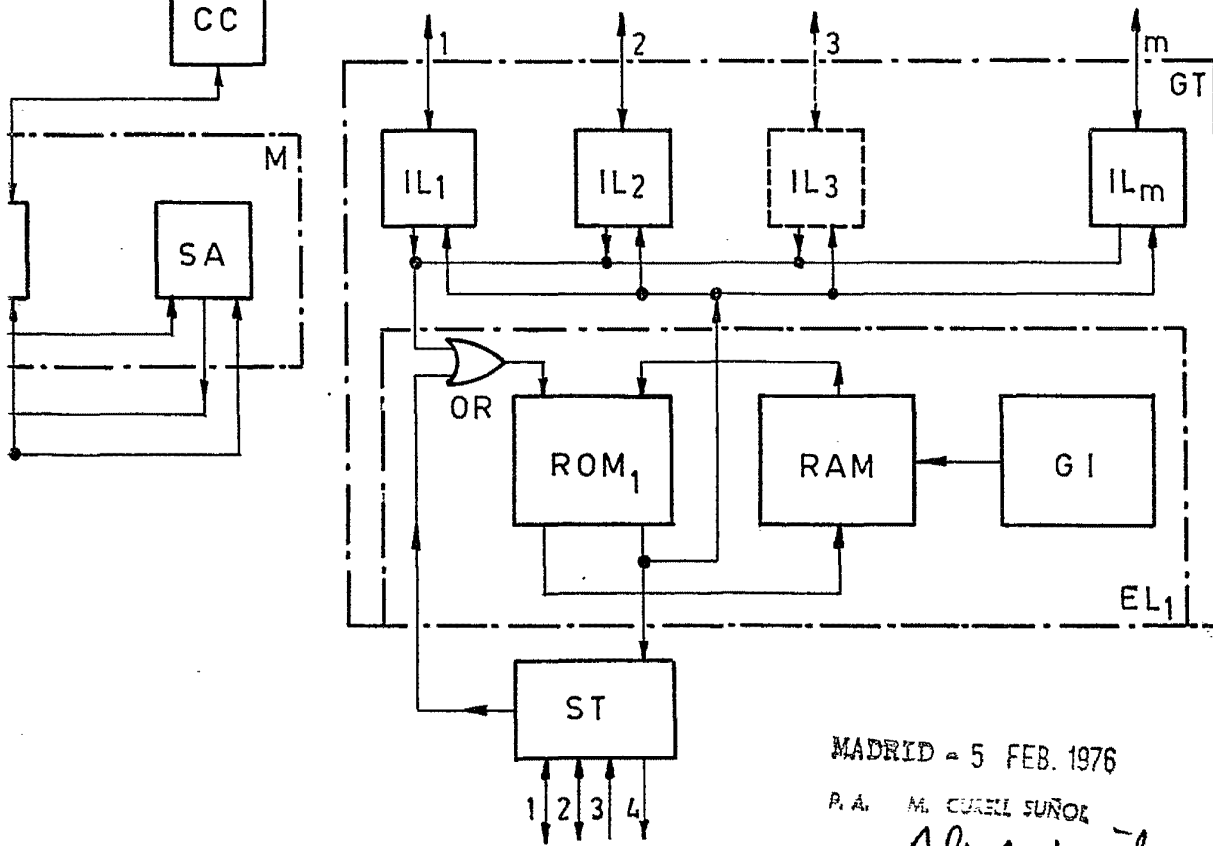 CC
1
2
3
m
GT
M
IL1
IL2
IL3
ILm
SA
OR
ROM1
RAM
GI
EL1
ST
1
2
3
4
MADRID - 5 FEB. 1976
P. A. M. CURELL SUÑOL